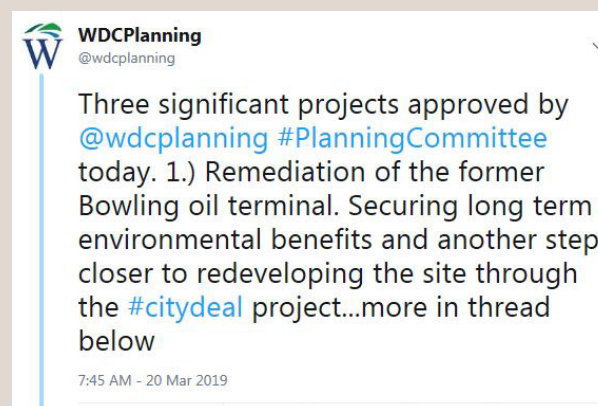 WDCPlanning
@wdcplanning
Three significant projects approved by
@wdcplanning #PlanningCommittee
today. 1.) Remediation of the former
Bowling oil terminal. Securing long term
environmental benefits and another step
closer to redeveloping the site through
the #citydeal project...more in thread
below
7:45 AM - 20 Mar 2019